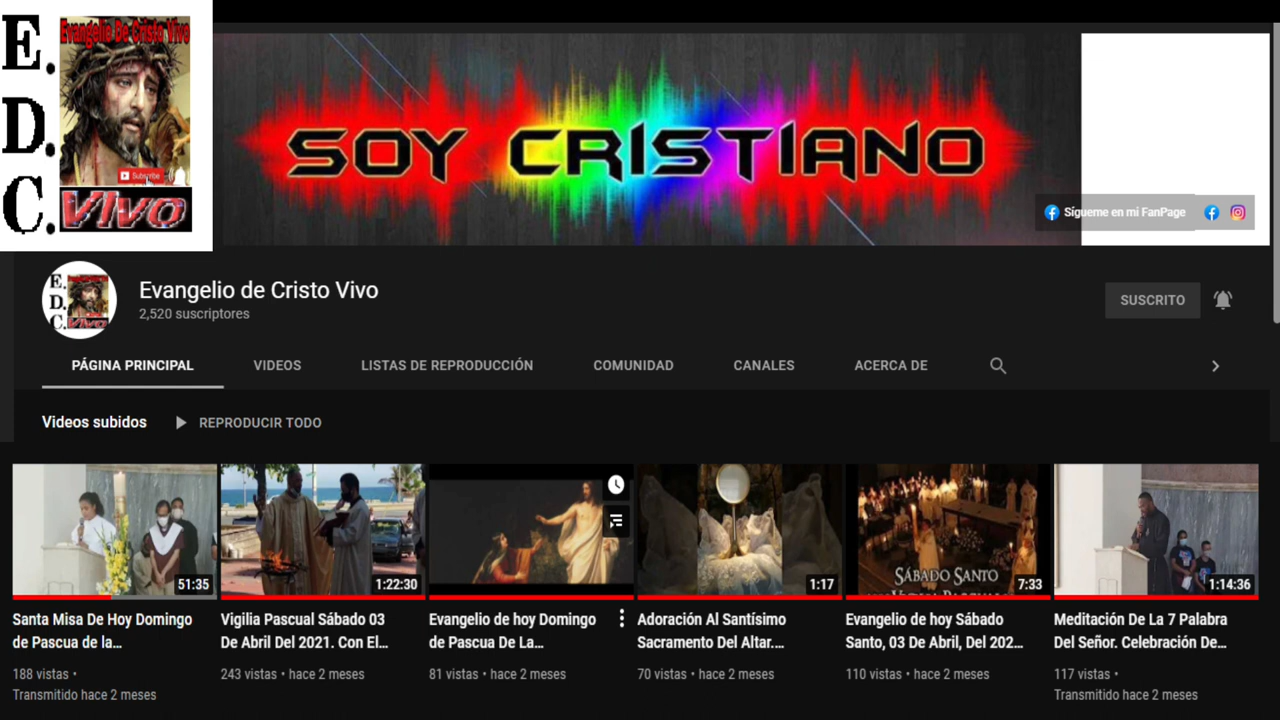 E.
D.
C.
Evangelio De Cristo Vivo
Subscribe
Vivo
SOY CRISTIANO
Sígueme en mi FanPage
E.
D.
C.
Vivo
Evangelio de Cristo Vivo
2,520 suscriptores
SUSCRITO
PÁGINA PRINCIPAL VIDEOS LISTAS DE REPRODUCCIÓN COMUNIDAD CANALES ACERCA DE
Videos subidos REPRODUCIR TODO
51:35
Santa Misa De Hoy Domingo
de Pascua de la...
188 vistas •
Transmitido hace 2 meses
1:22:30
Vigilia Pascual Sábado 03
De Abril Del 2021. Con El...
243 vistas • hace 2 meses
Evangelio de hoy Domingo
de Pascua De La...
81 vistas • hace 2 meses
1:17
Adoración Al Santísimo
Sacramento Del Altar....
70 vistas • hace 2 meses
SÁBADO SANTO
7:33
Evangelio de hoy Sábado
Santo, 03 De Abril, Del 202...
110 vistas • hace 2 meses
1:14:36
Meditación De La 7 Palabra
Del Señor. Celebración De...
117 vistas •
Transmitido hace 2 meses